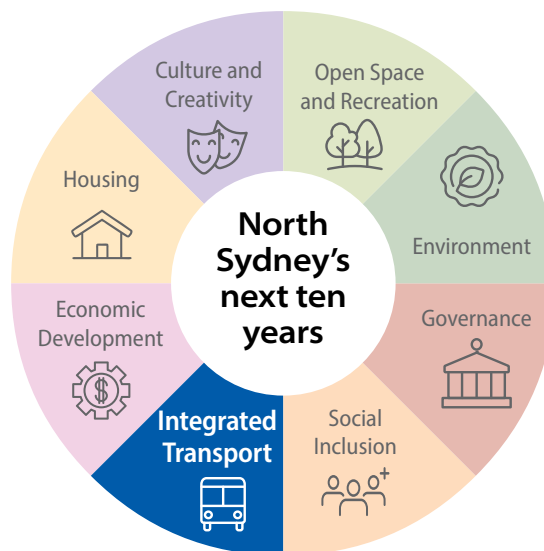 Culture and
Creativity
Open Space
and Recreation
Housing
Environment
North
Sydney's
next ten
years
Economic
Development
Governance
$
Integrated
Transport
Social
Inclusion